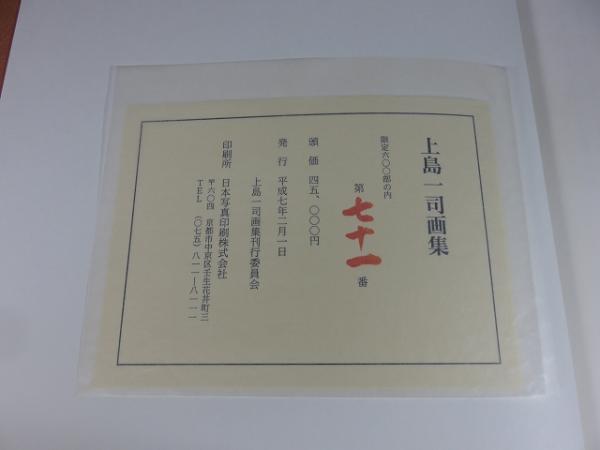 上島一司画集
限定六〇〇部の内
第 七十一 番
頒価 四五、〇〇〇円
発行 平成七年二月一日
上島一司画集刊行委員会
印刷所 日本写真印刷株式会社
〒六〇四 京都市中京区壬生花井町三
TEL (〇七五)八一一―八一一一